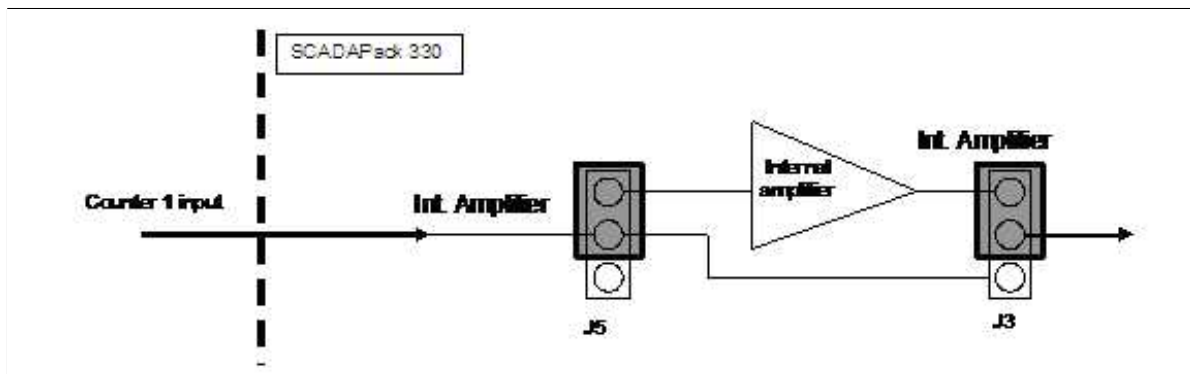 SCADAPack 330
Int. Amplifier
Internal
amplifier
Counter 1 input
Int. Amplifier
J5
J3